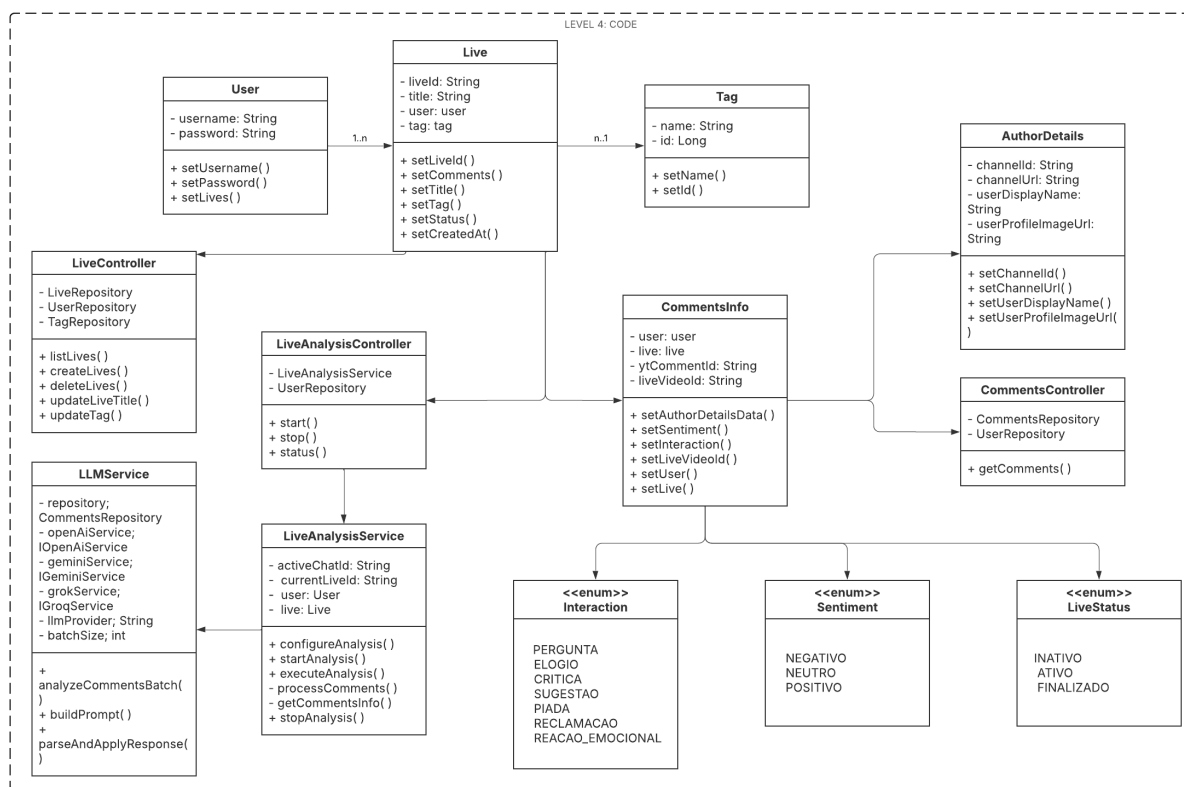 LEVEL 4: CODE
Live
- liveId: String
- title: String
- user: user
- tag: tag
+ setLiveId( )
+ setComments( )
+ setTitle( )
+ setTag( )
+ setStatus( )
+ setCreatedAt( )
User
- username: String
- password: String
+ setUsername( )
+ setPassword( )
+ setLives( )
1..n
n..1
Tag
- name: String
- id: Long
+ setName( )
+ setId( )
AuthorDetails
- channelId: String
- channelUrl: String
- userDisplayName:
String
- userProfileImageUrl:
String
+ setChannelId( )
+ setChannelUrl( )
+ setUserDisplayName( )
+ setUserProfileImageUrl(
)
LiveController
- LiveRepository
- UserRepository
- TagRepository
+ listLives( )
+ createLives( )
+ deleteLives( )
+ updateLiveTitle( )
+ updateTag( )
LiveAnalysisController
- LiveAnalysisService
- UserRepository
+ start( )
+ stop( )
+ status( )
CommentsInfo
- user: user
- live: live
- ytCommentId: String
- liveVideoId: String
+ setAuthorDetailsData( )
+ setSentiment( )
+ setInteraction( )
+ setLiveVideoId( )
+ setUser( )
+ setLive( )
CommentsController
- CommentsRepository
- UserRepository
+ getComments( )
LLMService
- repository;
CommentsRepository
- openAiService;
IOpenAiService
- geminiService;
IGeminiService
- grokService;
IGroqService
- llmProvider; String
- batchSize; int
+
analyzeCommentsBatch(
)
+ buildPrompt( )
+
parseAndApplyResponse(
)
LiveAnalysisService
- activeChatId: String
- currentLiveId: String
- user: User
- live: Live
+ configureAnalysis( )
+ startAnalysis( )
+ executeAnalysis( )
- processComments( )
- getCommentsInfo( )
+ stopAnalysis( )
<<enum>>
Interaction
PERGUNTA
ELOGIO
CRITICA
SUGESTAO
PIADA
RECLAMACAO
REACAO_EMOCIONAL
<<enum>>
Sentiment
NEGATIVO
NEUTRO
POSITIVO
<<enum>>
LiveStatus
INATIVO
ATIVO
FINALIZADO